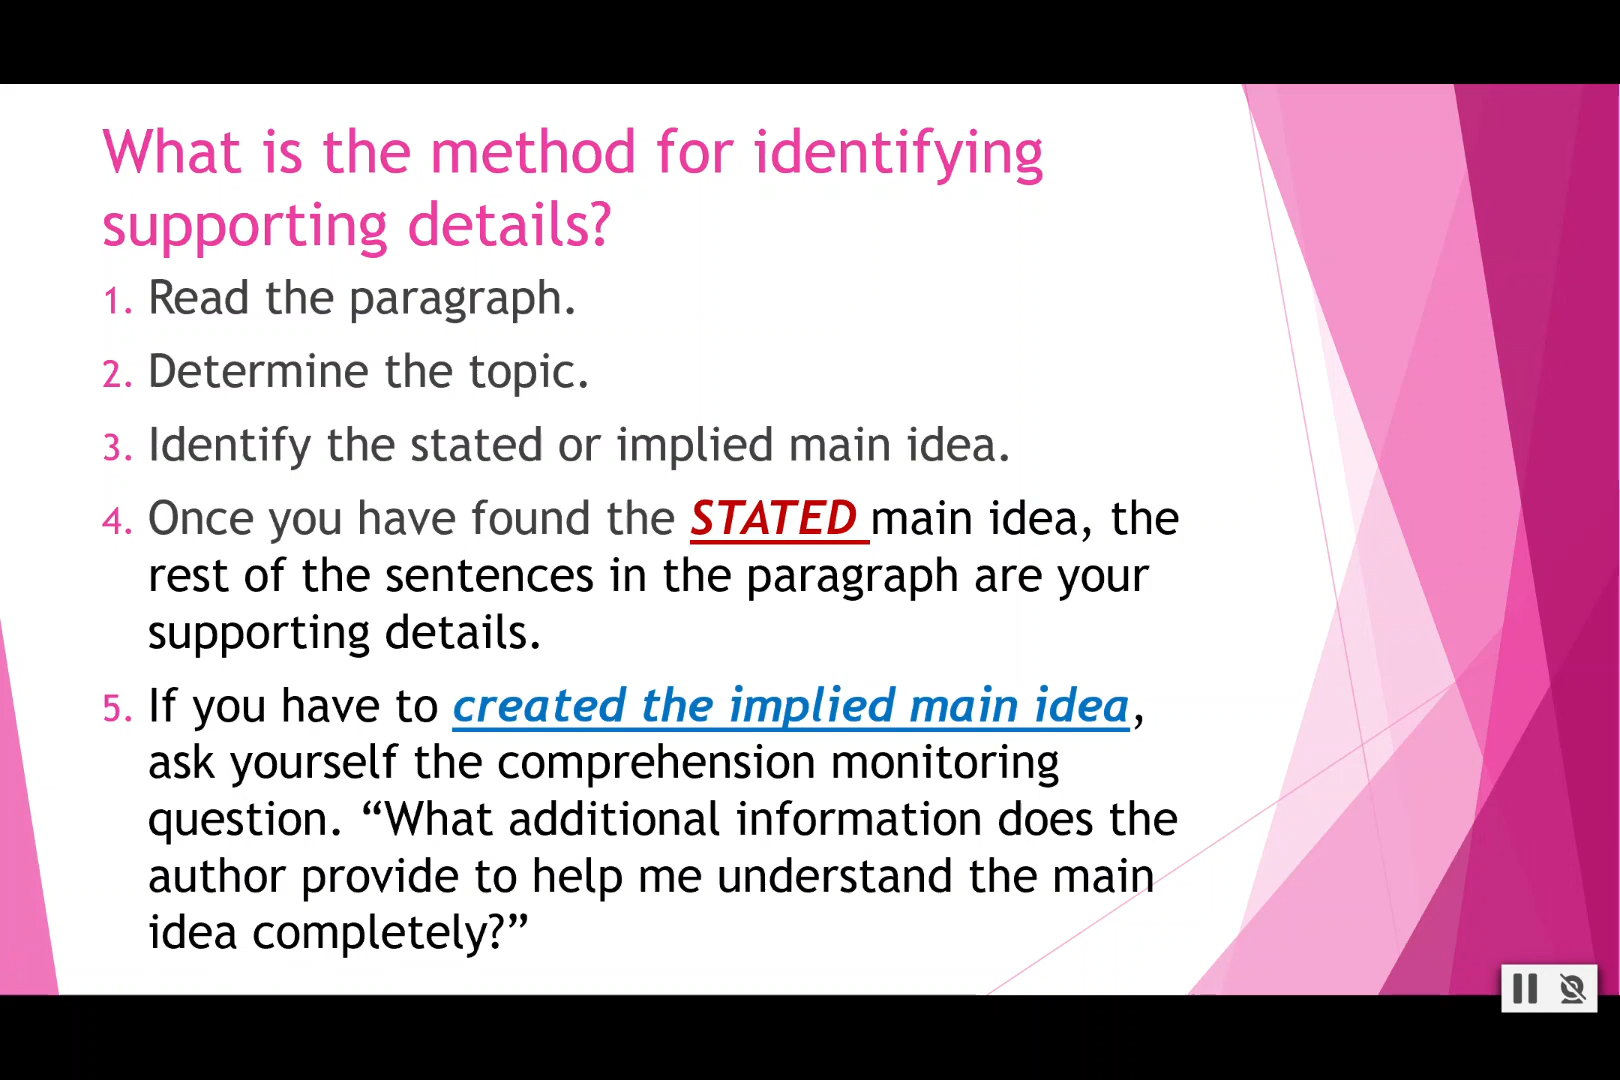 What is the method for identifying
supporting details?
1. Read the paragraph.
2. Determine the topic.
3. Identify the stated or implied main idea.
4. Once you have found the STATED main idea, the
rest of the sentences in the paragraph are your
supporting details.
5. If you have to created the implied main idea,
ask yourself the comprehension monitoring
question. “What additional information does the
author provide to help me understand the main
idea completely?”